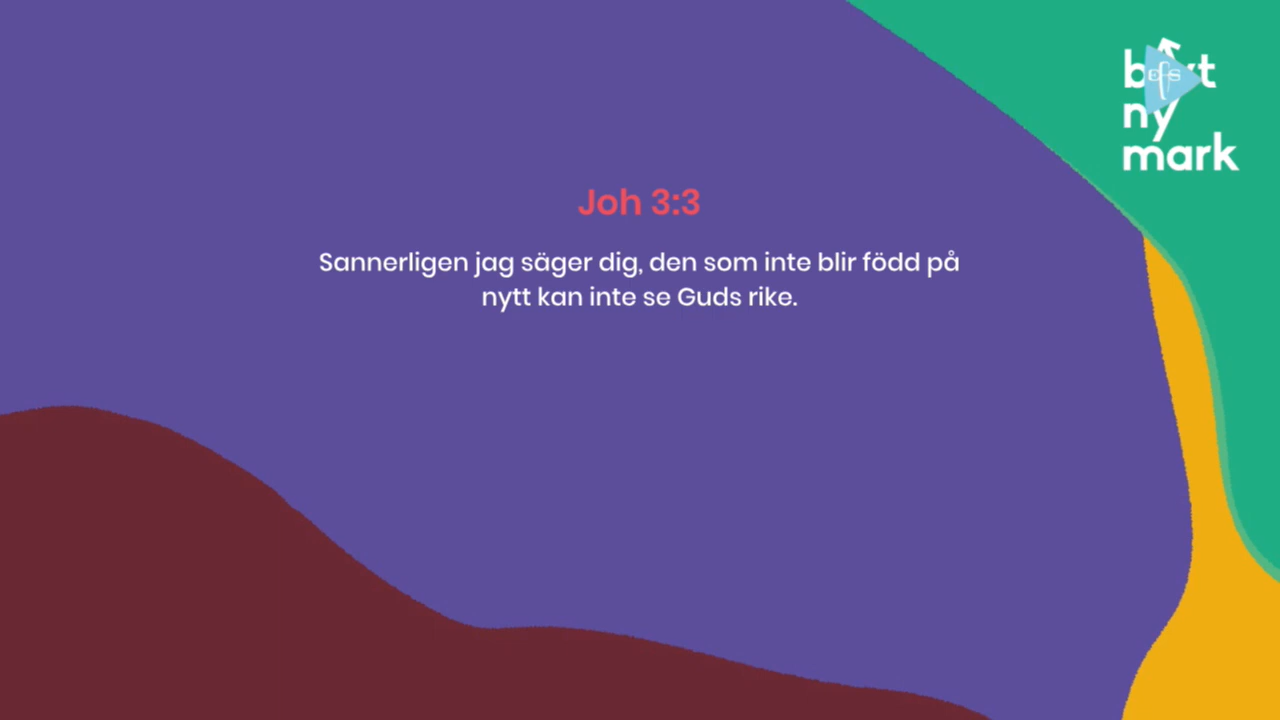 Joh 3:3
Sannerligen jag säger dig, den som inte blir född på
nytt kan inte se Guds rike.
ny
mark